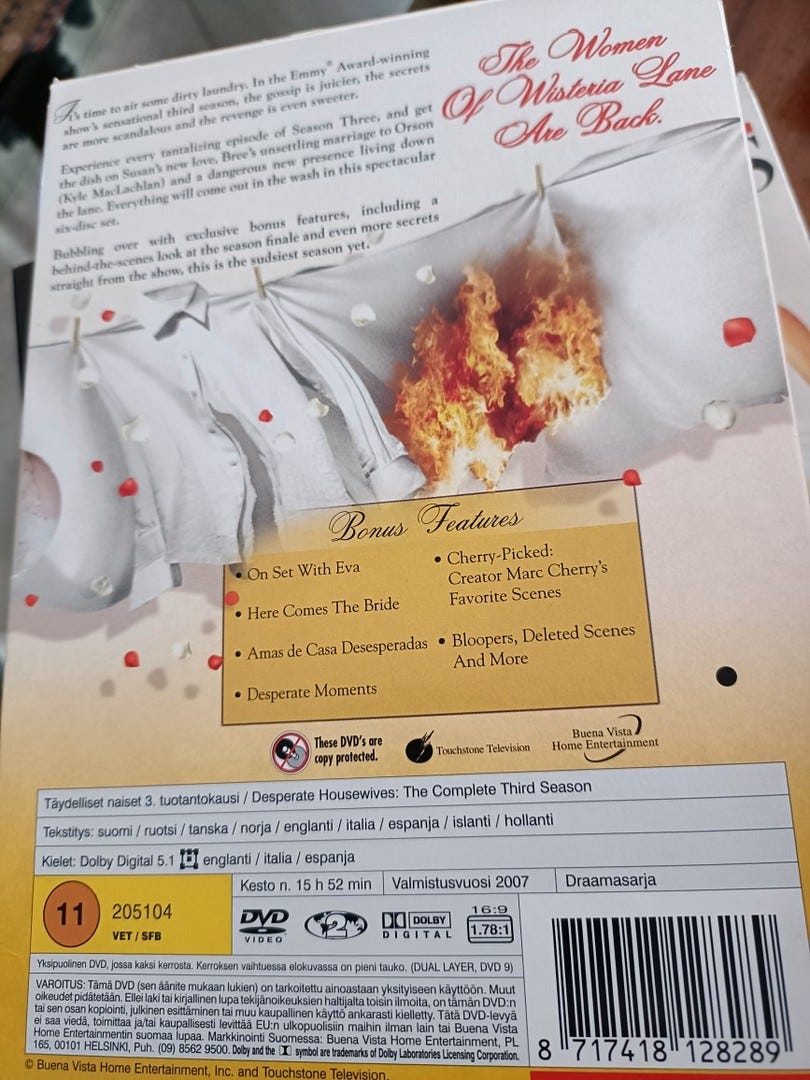 It's time to air some dirty laundry. In the Emmy® Award-winning
show's sensational third season, the gossip is juicier, the secrets
are more scandalous and the revenge is even sweeter.
Experience every tantalizing episode of Season Three, and get
the dish on Susan's new love, Bree's unsettling marriage to Orson
(Kyle MacLachlan) and a dangerous new presence living down
the lane. Everything will come out in the wash in this spectacular
six-disc set.
Bubbling over with exclusive bonus features, including a
behind-the-scenes look at the season finale and even more secrets
straight from the show, this is the sudsiest season yet.
The Women
Of Wisteria Lane
Are Back.
Bonus Features
• On Set With Eva
• Here Comes The Bride
• Amas de Casa Desesperadas
• Desperate Moments
• Cherry-Picked:
Creator Marc Cherry's
Favorite Scenes
• Bloopers, Deleted Scenes
And More
These DVD's are
copy protected.
Touchstone Television
Buena Vista
Home Entertainment
Täydelliset naiset 3. tuotantokausi / Desperate Housewives: The Complete Third Season
Tekstitys: suomi / ruotsi / tanska / norja / englanti / italia / espanja / islanti / hollanti
Kielet: Dolby Digital 5.1 englanti / italia / espanja
11
205104
VET / SFB
Kesto n. 15 h 52 min
Valmistusvuosi 2007
Draamasarja
DVD
VIDEO
2
DOLBY
DIGITAL
16:9
1.78:1
Yksipuolinen DVD, jossa kaksi kerrosta. Kerroksen vaihtuessa elokuvassa on pieni tauko. (DUAL LAYER, DVD 9)
VAROITUS: Tämä DVD (sen äänite mukaan lukien) on tarkoitettu ainoastaan yksityiseen käyttöön. Muut
oikeudet pidätetään. Ellei laki tai kirjallinen lupa tekijänoikeuksien haltijalta toisin ilmoita, on tämän DVD:n
tai sen osan kopiointi, julkinen esittäminen tai muu kaupallinen käyttö ankarasti kielletty. Tätä DVD-levyä
ei saa viedä, toimittaa ja/tai kaupallisesti levittää EU:n ulkopuolisiin maihin ilman lain tai Buena Vista
Home Entertainmentin suomaa lupaa. Markkinointi Suomessa: Buena Vista Home Entertainment, PL
165, 00101 HELSINKI, Puh. (09) 8562 9500. Dolby and the symbol are trademarks of Dolby Laboratories Licensing Corporation.
© Buena Vista Home Entertainment, Inc. and Touchstone Television.
8 717418 128289